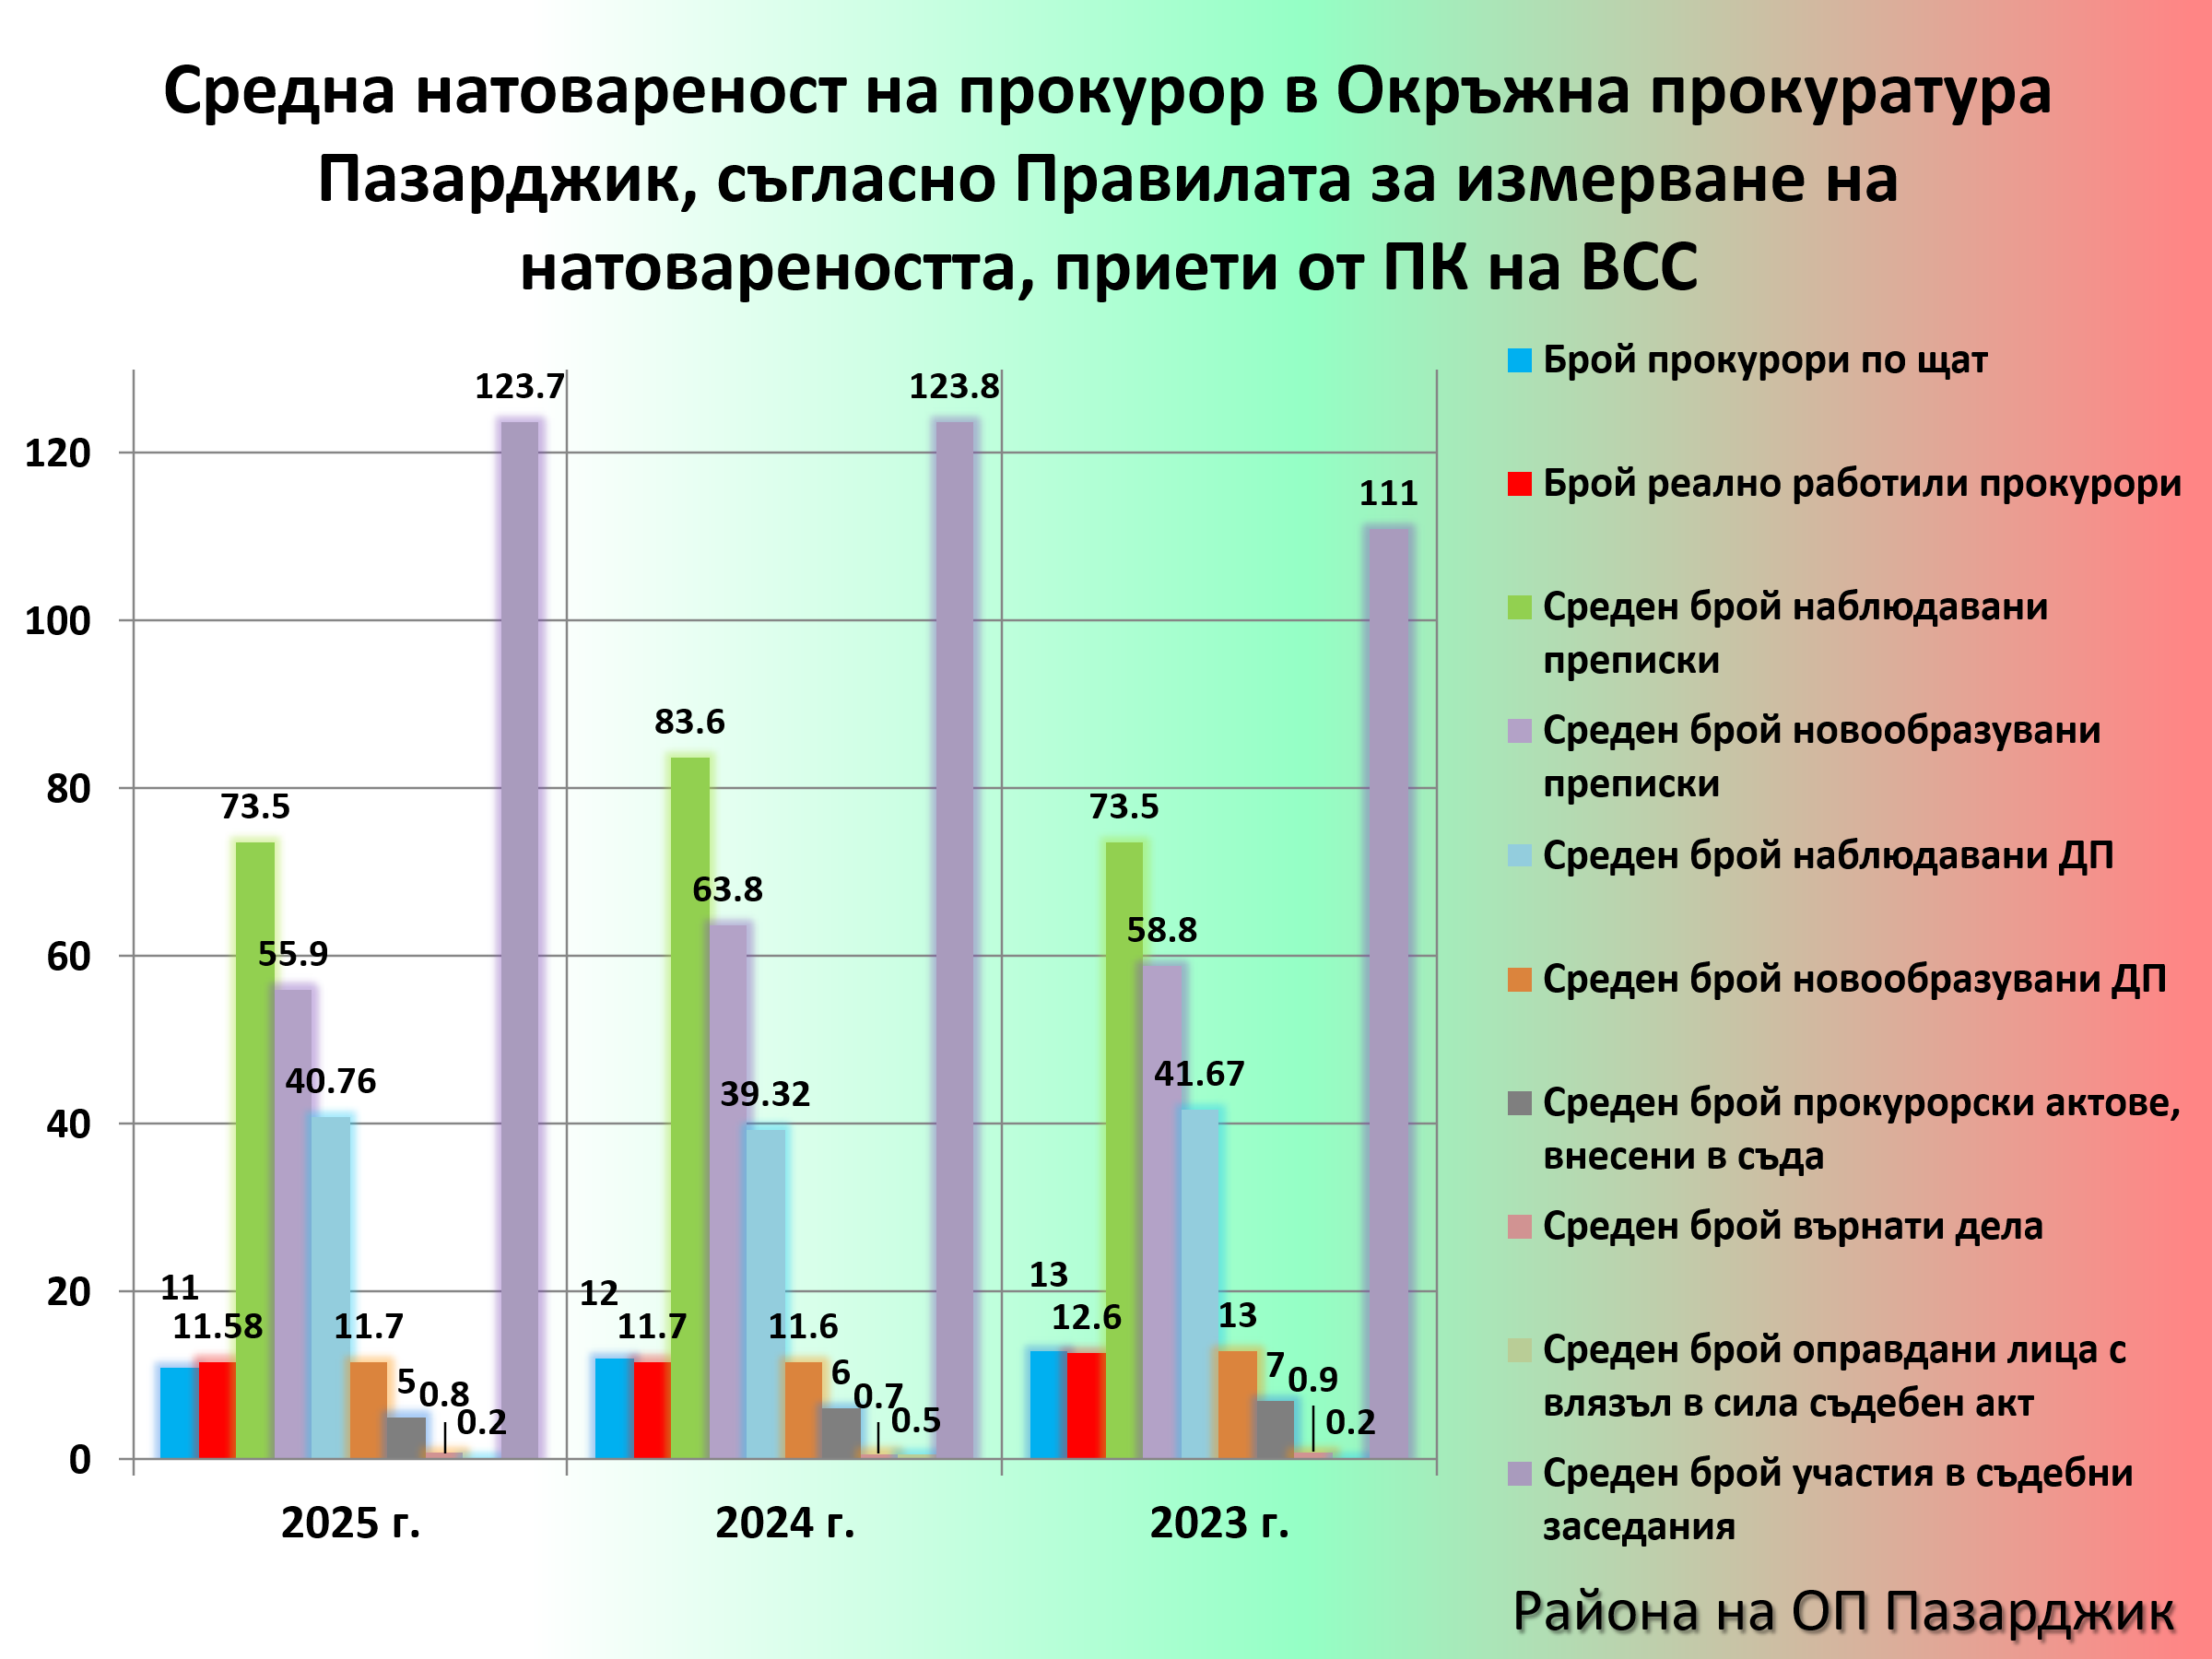 Средна натовареност на прокурор в Окръжна прокуратура
Пазарджик, съгласно Правилата за измерване на
натовареността, приети от ПК на ВСС
Брой прокурори по щат
Брой реално работили прокурори
Среден брой наблюдавани
преписки
Среден брой новообразувани
преписки
Среден брой наблюдавани ДП
Среден брой новообразувани ДП
Среден брой прокурорски актове,
внесени в съда
Среден брой върнати дела
Среден брой оправдани лица с
влязъл в сила съдебен акт
Среден брой участия в съдебни
заседания
120
100
80
60
40
20
0
11
11.58
73.5
55.9
40.76
11.7
5
0.8
0.2
123.7
12
11.7
83.6
63.8
39.32
11.6
6
0.7
0.5
123.8
13
12.6
73.5
58.8
41.67
13
7
0.9
0.2
111
2025 г.
2024 г.
2023 г.
Района на ОП Пазарджик